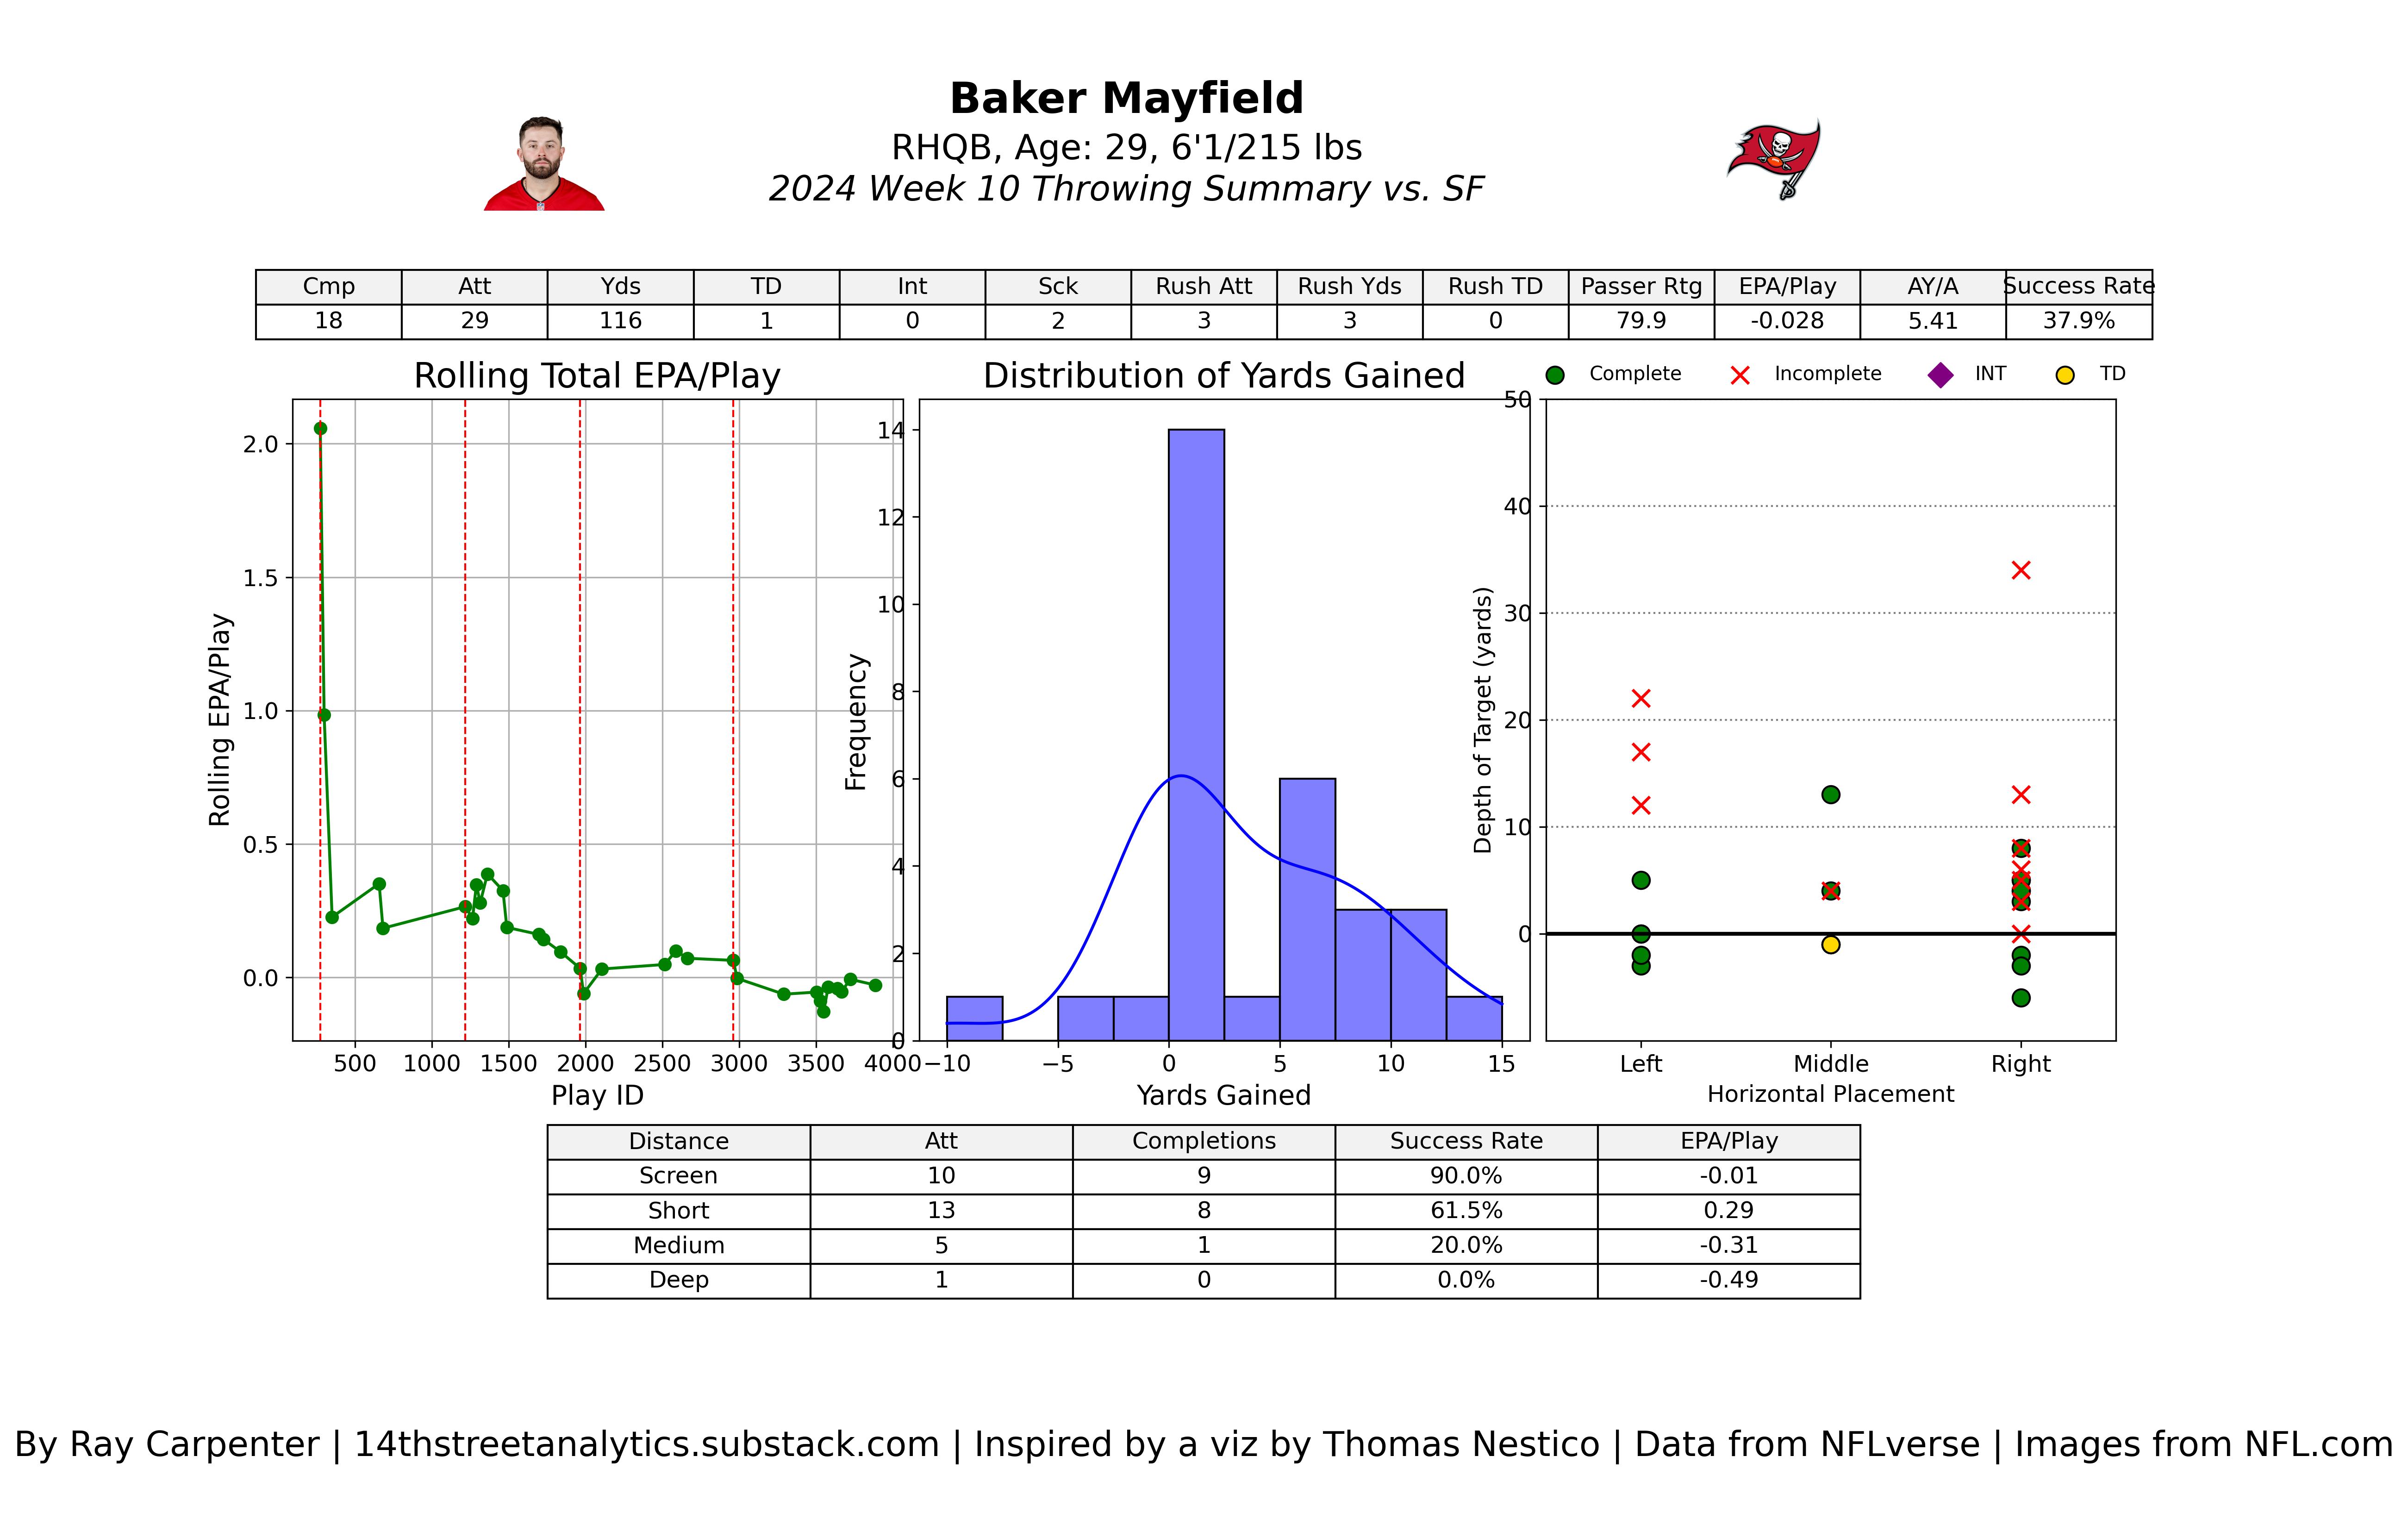 Baker Mayfield
RHQB, Age: 29, 6'1/215 lbs
2024 Week 10 Throwing Summary vs. SF
Cmp Att Yds TD Int Sck Rush Att Rush Yds Rush TD Passer Rtg EPA/Play AY/A Success Rate
18 29 116 1 0 2 3 3 0 79.9 -0.028 5.41 37.9%
Rolling Total EPA/Play
Rolling EPA/Play
2.0
1.5
1.0
0.5
0.0
500 1000 1500 2000 2500 3000 3500 4000
Play ID
Distribution of Yards Gained
Frequency
14
12
10
8
6
4
2
0
−10 −5 0 5 10 15
Yards Gained
Complete Incomplete INT TD
Depth of Target (yards)
50
40
30
20
10
0
Left Middle Right
Horizontal Placement
Distance Att Completions Success Rate EPA/Play
Screen 10 9 90.0% -0.01
Short 13 8 61.5% 0.29
Medium 5 1 20.0% -0.31
Deep 1 0 0.0% -0.49
By Ray Carpenter | 14thstreetanalytics.substack.com | Inspired by a viz by Thomas Nestico | Data from NFLverse | Images from NFL.com